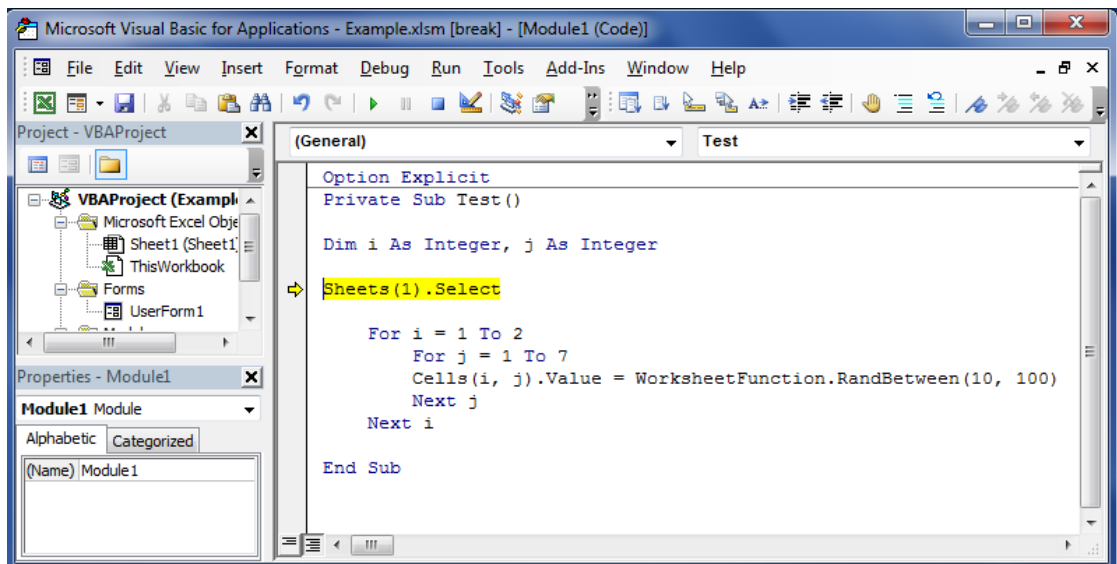 Microsoft Visual Basic for Applications - Example.xlsm [break] - [Module1 (Code)]
File Edit View Insert Format Debug Run Tools Add-Ins Window Help
Project - VBAProject
VBAProject (Exampl
Microsoft Excel Obje
Sheet1 (Sheet1)
ThisWorkbook
Forms
UserForm1
Properties - Module1
Module1 Module
Alphabetic Categorized
(Name) Module1
(General) Test
Option Explicit
Private Sub Test()
Dim i As Integer, j As Integer
Sheets(1).Select
For i = 1 To 2
For j = 1 To 7
Cells(i, j).Value = WorksheetFunction.RandBetween(10, 100)
Next j
Next i
End Sub